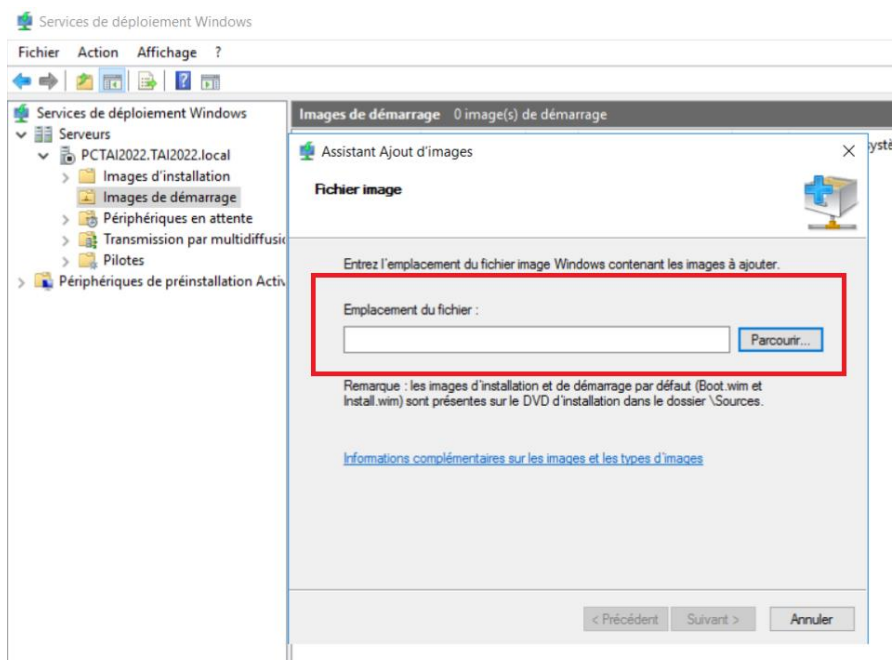 Services de déploiement Windows
Fichier Action Affichage ?
Services de déploiement Windows
Serveurs
PCTAI2022.TAI2022.local
Images d'installation
Images de démarrage
Périphériques en attente
Transmission par multidiffusi
Pilotes
Périphériques de préinstallation Activ
Images de démarrage 0 image(s) de démarrage
Assistant Ajout d'images
Fichier image
Entrez l'emplacement du fichier image Windows contenant les images à ajouter.
Emplacement du fichier :
Parcourir...
Remarque : les images d'installation et de démarrage par défaut (Boot.wim et
Install.wim) sont présentes sur le DVD d'installation dans le dossier \Sources.
Informations complémentaires sur les images et les types d'images
< Précédent Suivant > Annuler